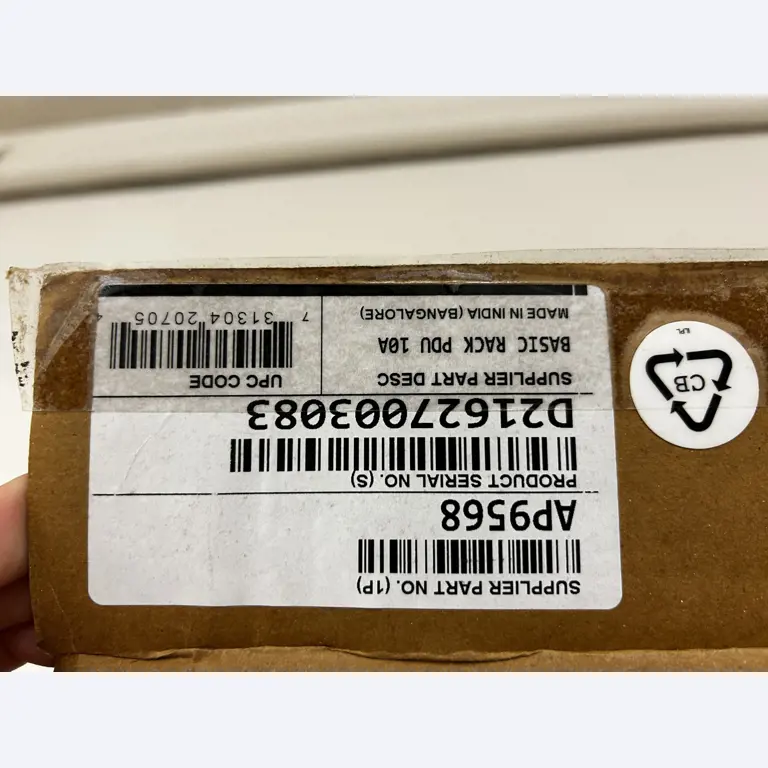 SUPPLIER PART NO. (1P)
AP9568
PRODUCT SERIAL NO. (S)
D21627003083
SUPPLIER PART DESC
BASIC RACK PDU 10A
MADE IN INDIA (BANGALORE)
UPC CODE
7 31304 20705 4
CB